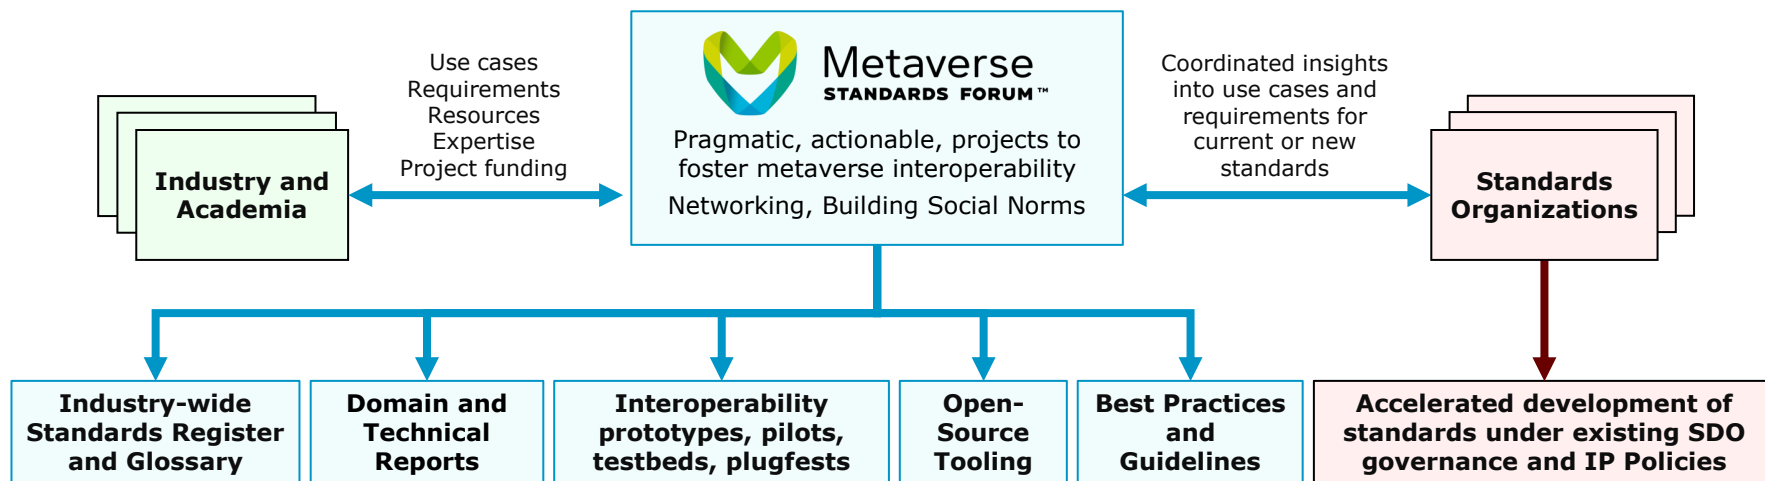 Use cases
Requirements
Resources
Expertise
Project funding
Industry and
Academia
Metaverse
STANDARDS FORUM™
Pragmatic, actionable, projects to
foster metaverse interoperability
Networking, Building Social Norms
Coordinated insights
into use cases and
requirements for
current or new
standards
Standards
Organizations
Industry-wide
Standards Register
and Glossary
Domain and
Technical
Reports
Interoperability
prototypes, pilots,
testbeds, plugfests
Open-
Source
Tooling
Best Practices
and
Guidelines
Accelerated development of
standards under existing SDO
governance and IP Policies